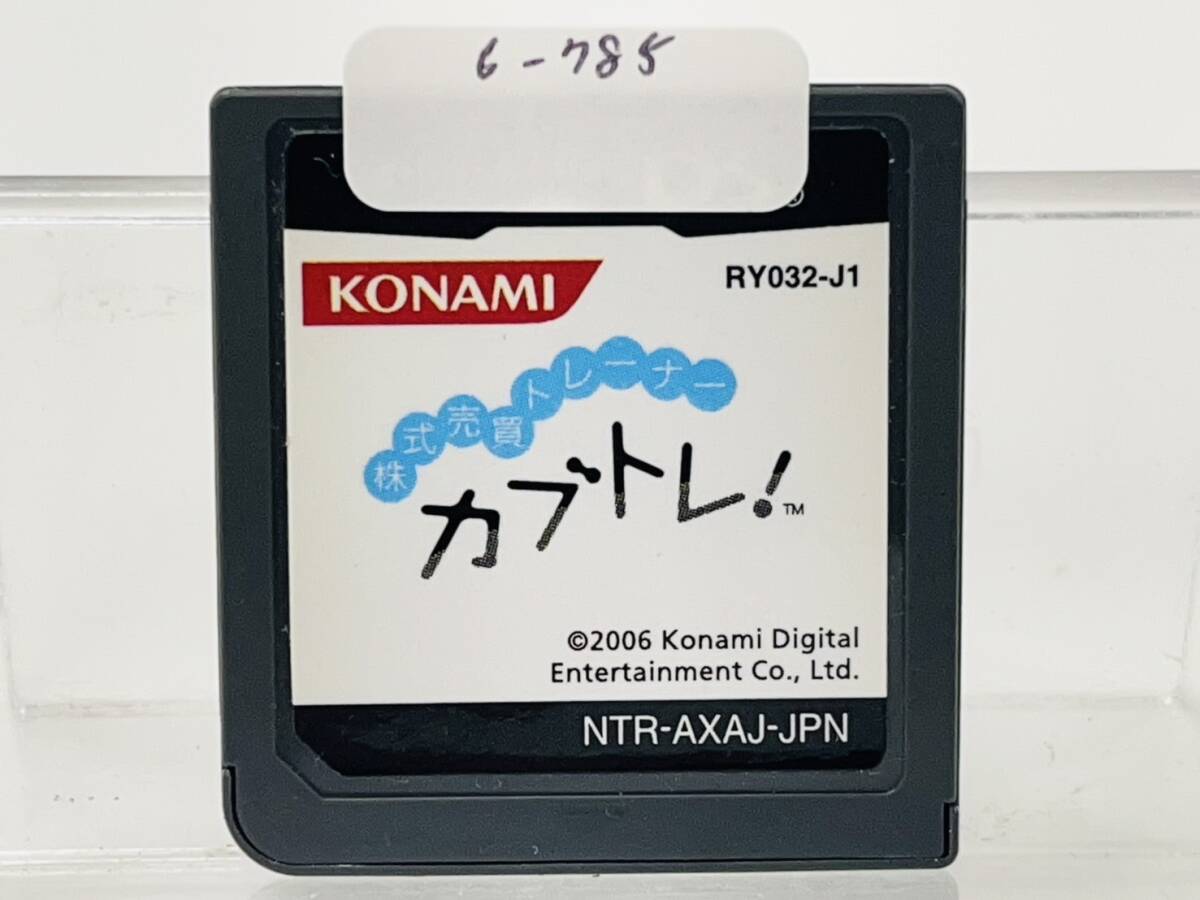 6-785
®
KONAMI
RY032-J1
株式売買トレーナー
カブトレ!™
©2006 Konami Digital
Entertainment Co., Ltd.
NTR-AXAJ-JPN